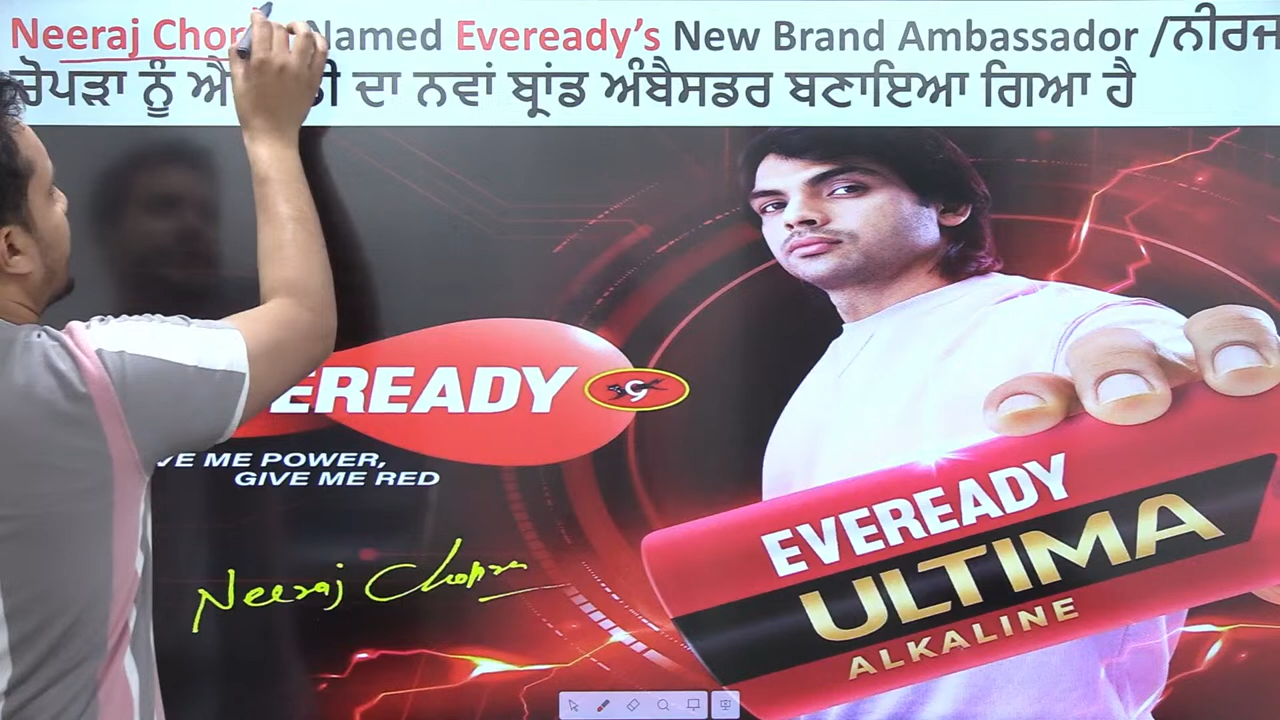 Neeraj Chop Named Eveready's New Brand Ambassador /ਨੀਰਜ
ਚੋਪੜਾ ਨੂੰ ਦਾ ਨਵਾਂ ਬ੍ਰਾਂਡ ਅੰਬੈਸਡਰ ਬਣਾਇਆ ਗਿਆ ਹੈ
EREADY 9
VE ME POWER,
GIVE ME RED
Neeraj Chopra
EVEREADY
ULTIMA
ALKALINE